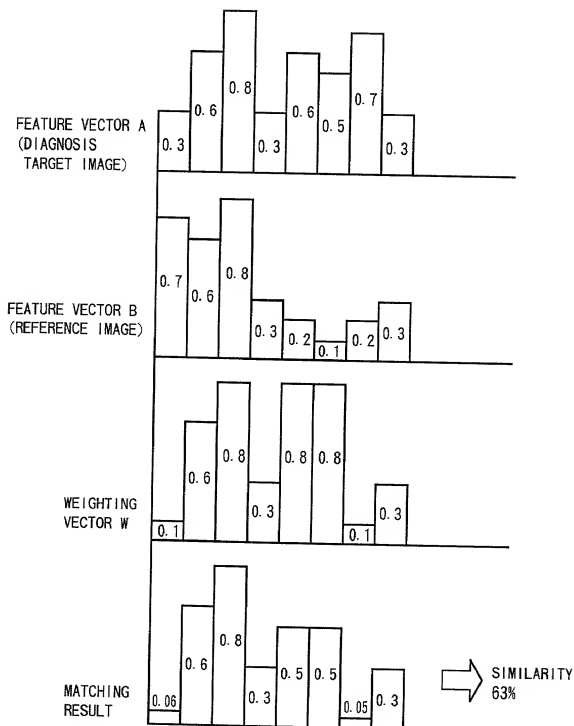 0.3 0.6 0.8 0.3 0.6 0.5 0.7 0.3
FEATURE VECTOR A
(DIAGNOSIS
TARGET IMAGE)
0.7 0.6 0.8 0.3 0.2 0.1 0.2 0.3
FEATURE VECTOR B
(REFERENCE IMAGE)
0.1 0.6 0.8 0.3 0.8 0.8 0.1 0.3
WEIGHTING
VECTOR W
0.06 0.6 0.8 0.3 0.5 0.5 0.05 0.3
MATCHING
RESULT
SIMILARITY
63%